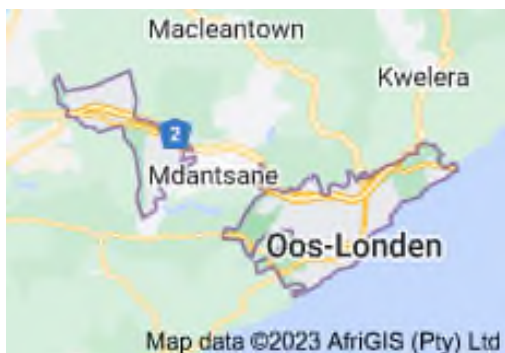 Macleantown
Kwelera
2
Mdantsane
Oos-Londen
Map data ©2023 AfriGIS (Pty) Ltd